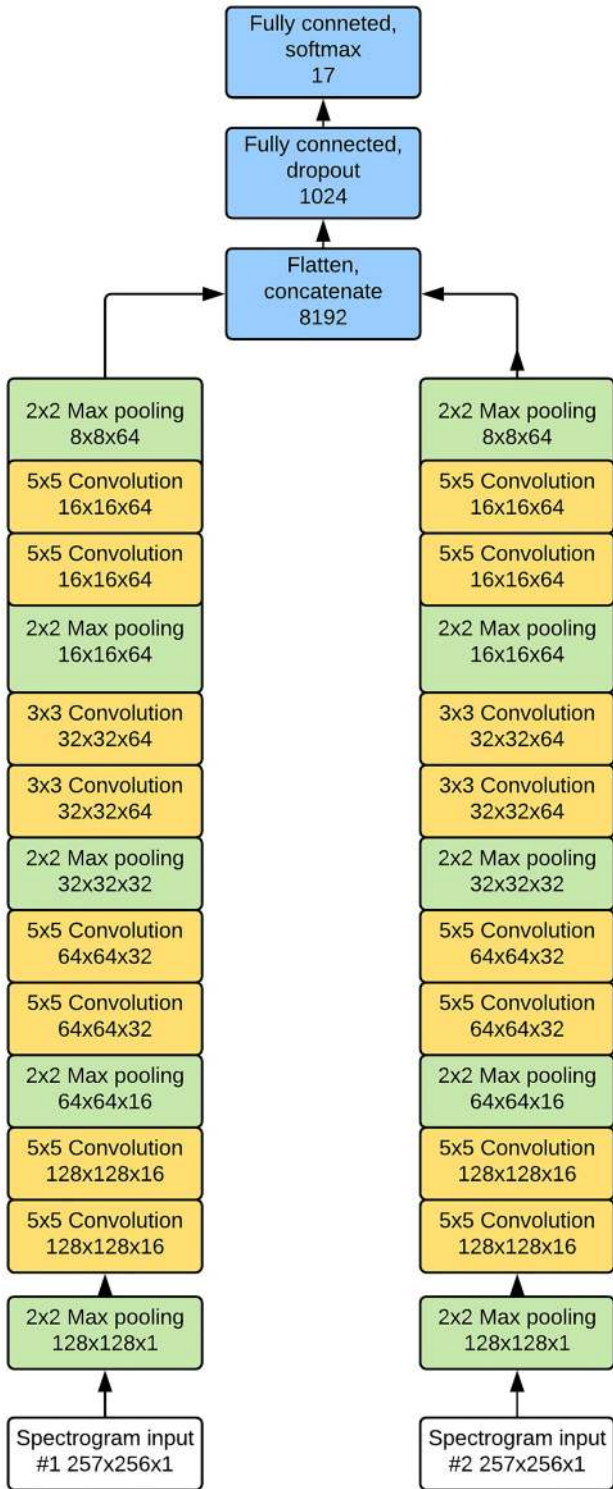 Fully conneted,
softmax
17
Fully connected,
dropout
1024
Flatten,
concatenate
8192
2x2 Max pooling
8x8x64
5x5 Convolution
16x16x64
5x5 Convolution
16x16x64
2x2 Max pooling
16x16x64
3x3 Convolution
32x32x64
3x3 Convolution
32x32x64
2x2 Max pooling
32x32x32
5x5 Convolution
64x64x32
5x5 Convolution
64x64x32
2x2 Max pooling
64x64x16
5x5 Convolution
128x128x16
5x5 Convolution
128x128x16
2x2 Max pooling
128x128x1
Spectrogram input
#1 257x256x1
2x2 Max pooling
8x8x64
5x5 Convolution
16x16x64
5x5 Convolution
16x16x64
2x2 Max pooling
16x16x64
3x3 Convolution
32x32x64
3x3 Convolution
32x32x64
2x2 Max pooling
32x32x32
5x5 Convolution
64x64x32
5x5 Convolution
64x64x32
2x2 Max pooling
64x64x16
5x5 Convolution
128x128x16
5x5 Convolution
128x128x16
2x2 Max pooling
128x128x1
Spectrogram input
#2 257x256x1